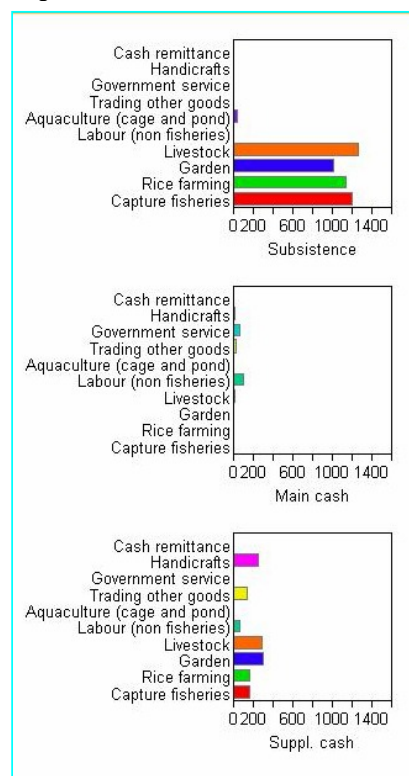 Cash remittance
Handicrafts
Government service
Trading other goods
Aquaculture (cage and pond)
Labour (non fisheries)
Livestock
Garden
Rice farming
Capture fisheries
0 200 600 1000 1400
Subsistence
Cash remittance
Handicrafts
Government service
Trading other goods
Aquaculture (cage and pond)
Labour (non fisheries)
Livestock
Garden
Rice farming
Capture fisheries
0 200 600 1000 1400
Main cash
Cash remittance
Handicrafts
Government service
Trading other goods
Aquaculture (cage and pond)
Labour (non fisheries)
Livestock
Garden
Rice farming
Capture fisheries
0 200 600 1000 1400
Suppl. cash